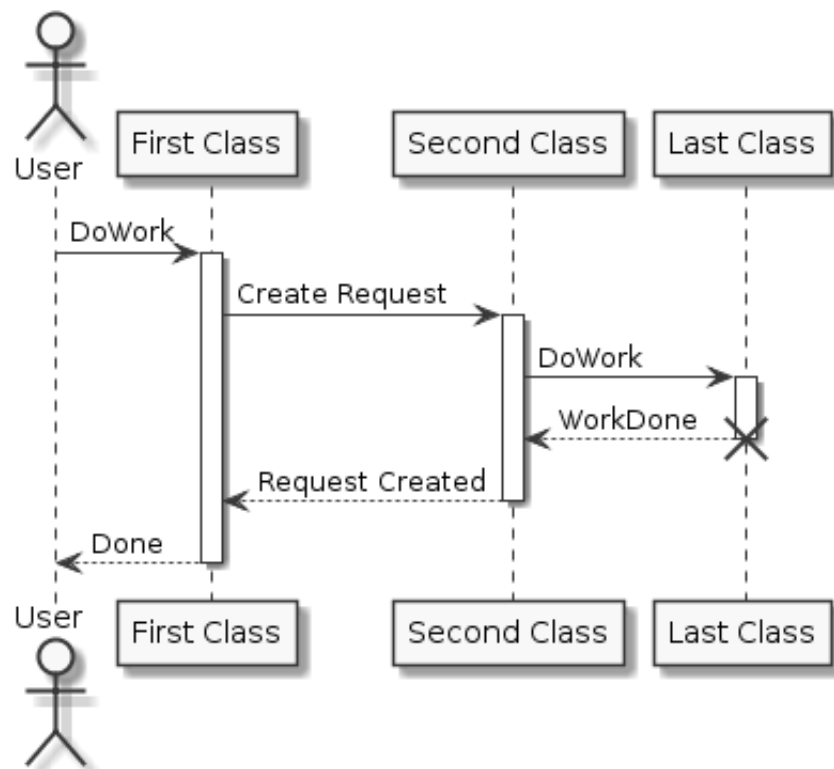 User
First Class
Second Class
Last Class
DoWork
Create Request
DoWork
WorkDone
Request Created
Done
User
First Class
Second Class
Last Class